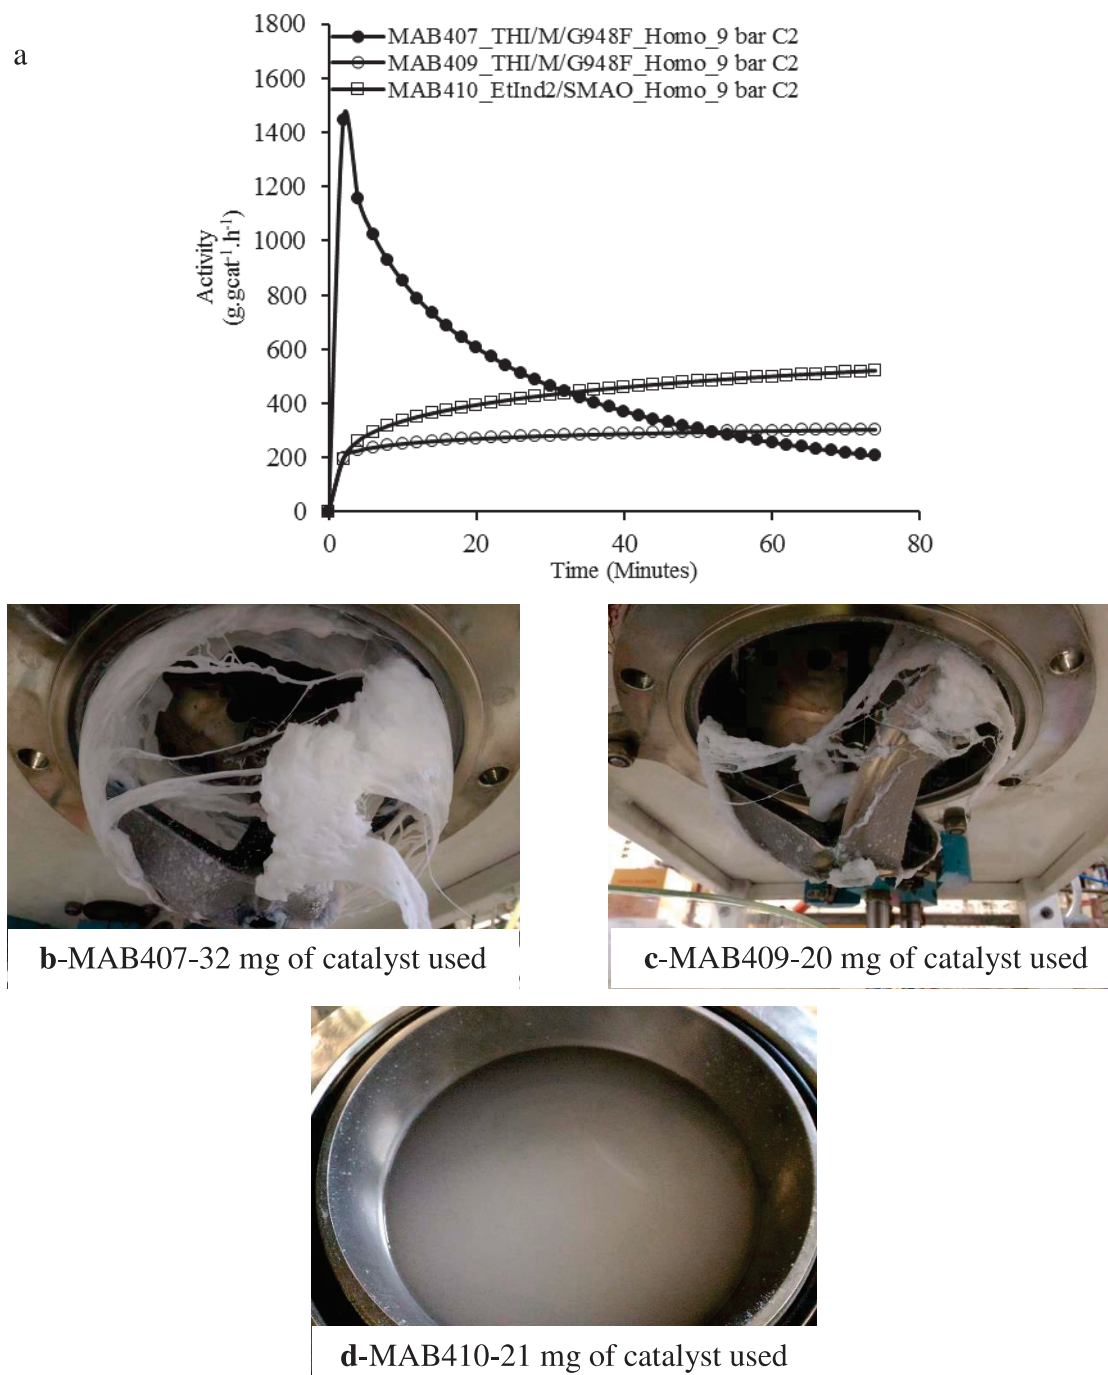 a
1800
1600
1400
1200
1000
800
600
400
200
0
Activity
(g.gcat⁻¹.h⁻¹)
MAB407_THI/M/G948F_Homo_9 bar C2
MAB409_THI/M/G948F_Homo_9 bar C2
MAB410_EtInd2/SMAO_Homo_9 bar C2
0 20 40 60 80
Time (Minutes)
b-MAB407-32 mg of catalyst used
c-MAB409-20 mg of catalyst used
d-MAB410-21 mg of catalyst used